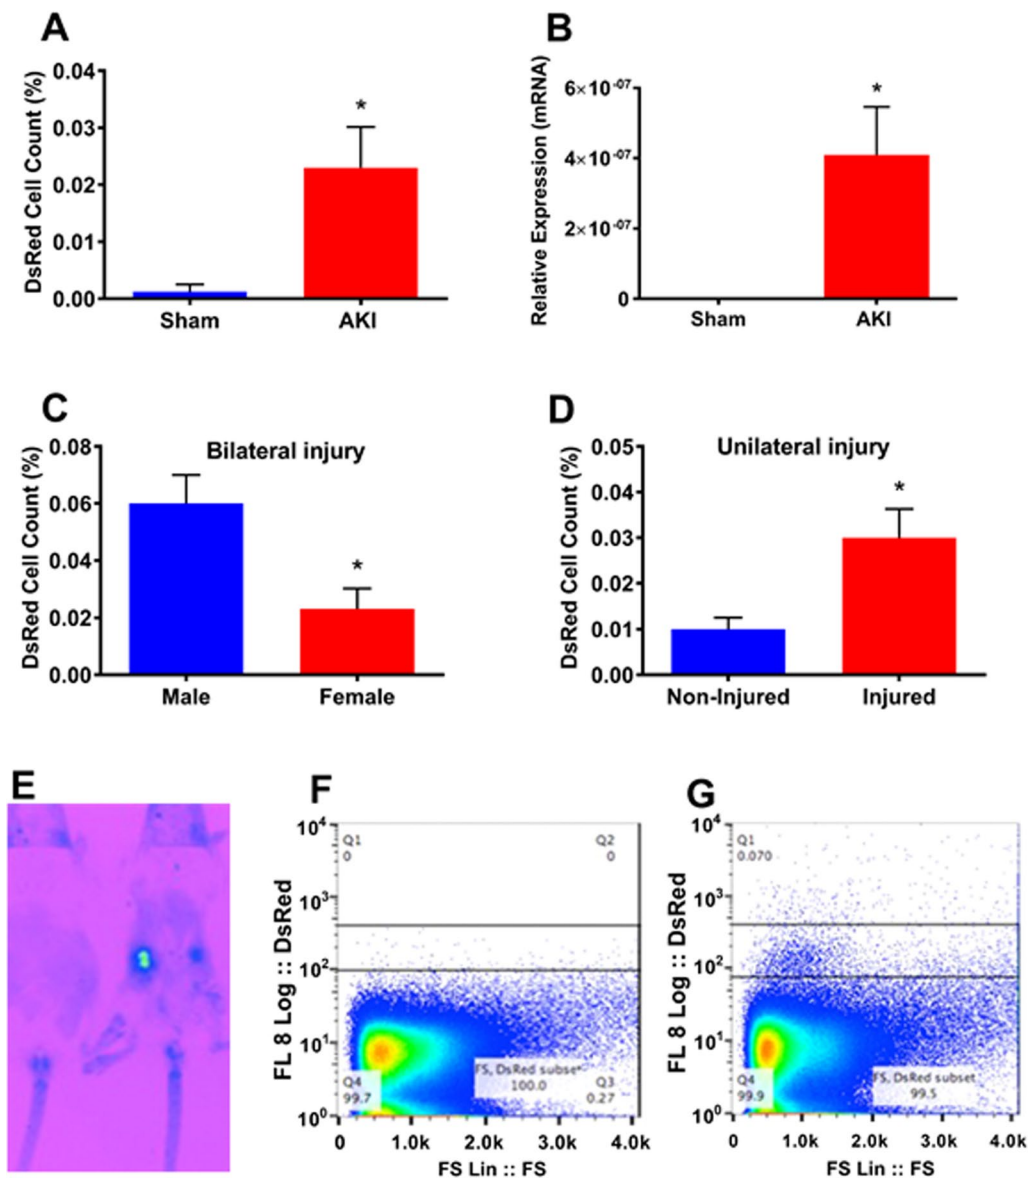 A
DsRed Cell Count (%)
0.04
0.03
0.02
0.01
0.00
*
Sham
AKI
B
Relative Expression (mRNA)
6×10⁻⁰⁷
4×10⁻⁰⁷
2×10⁻⁰⁷
0
*
Sham
AKI
C
Bilateral injury
DsRed Cell Count (%)
0.08
0.06
0.04
0.02
0.00
*
Male
Female
D
Unilateral injury
DsRed Cell Count (%)
0.05
0.04
0.03
0.02
0.01
0.00
*
Non-Injured
Injured
E
F
FL 8 Log :: DsRed
10⁴
10³
10²
10¹
10⁰
Q1
0
Q2
0
FS, DsRed subset
100.0
Q4
99.7
Q3
0.27
0
1.0k
2.0k
3.0k
4.0k
FS Lin :: FS
G
FL 8 Log :: DsRed
10⁴
10³
10²
10¹
10⁰
Q1
0.070
Q4
99.9
FS, DsRed subset
99.5
0
1.0k
2.0k
3.0k
4.0k
FS Lin :: FS